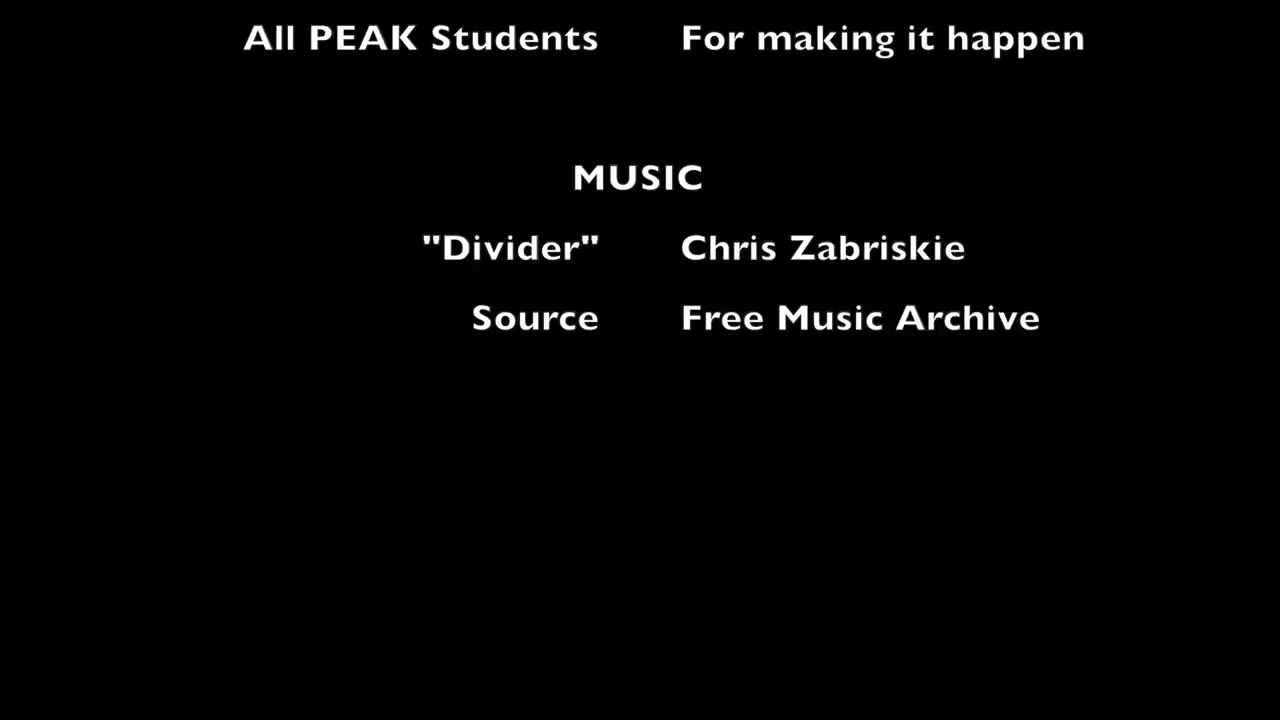 All PEAK Students For making it happen
MUSIC
"Divider" Chris Zabriskie
Source Free Music Archive